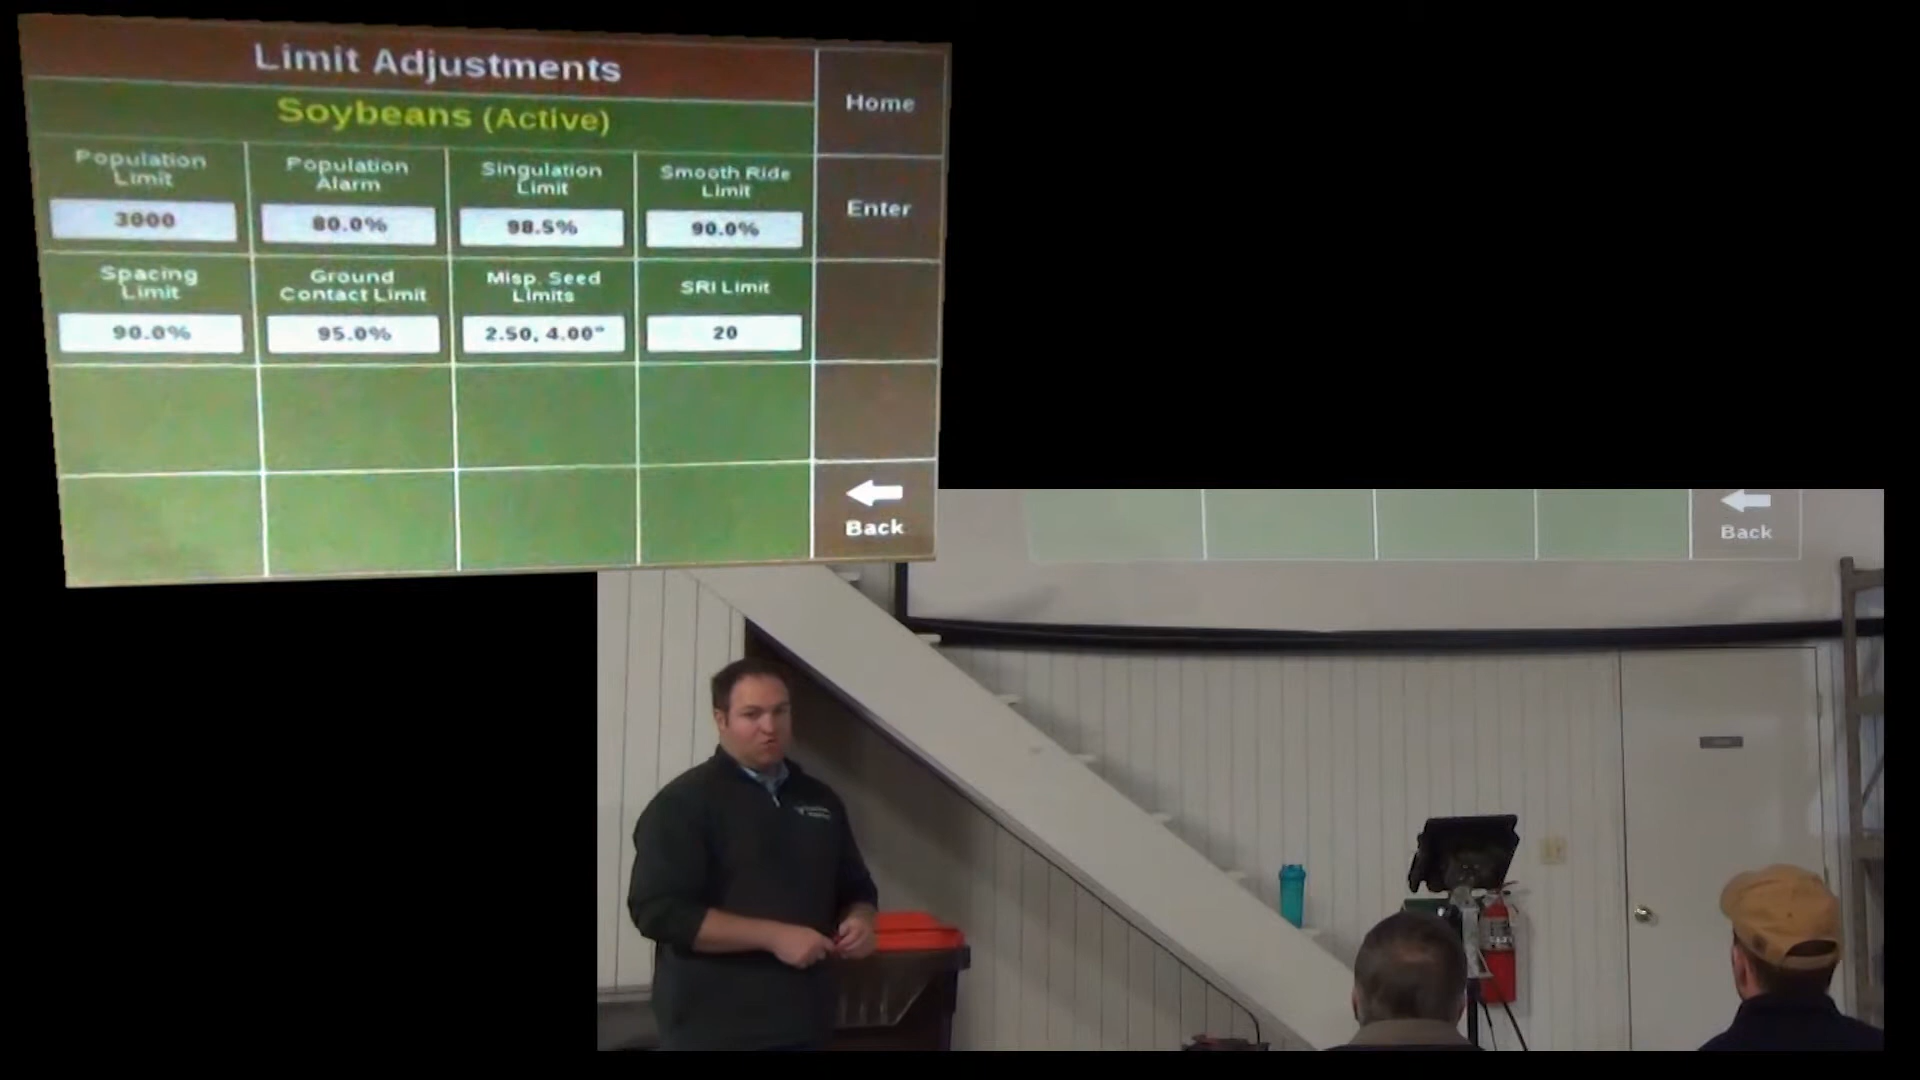 Limit Adjustments
Soybeans (Active)
Home
Population
Limit
3000
Population
Alarm
80.0%
Singulation
Limit
98.5%
Smooth Ride
Limit
90.0%
Enter
Spacing
Limit
90.0%
Ground
Contact Limit
95.0%
Misp. Seed
Limits
2.50, 4.00"
SRI Limit
20
Back
Back